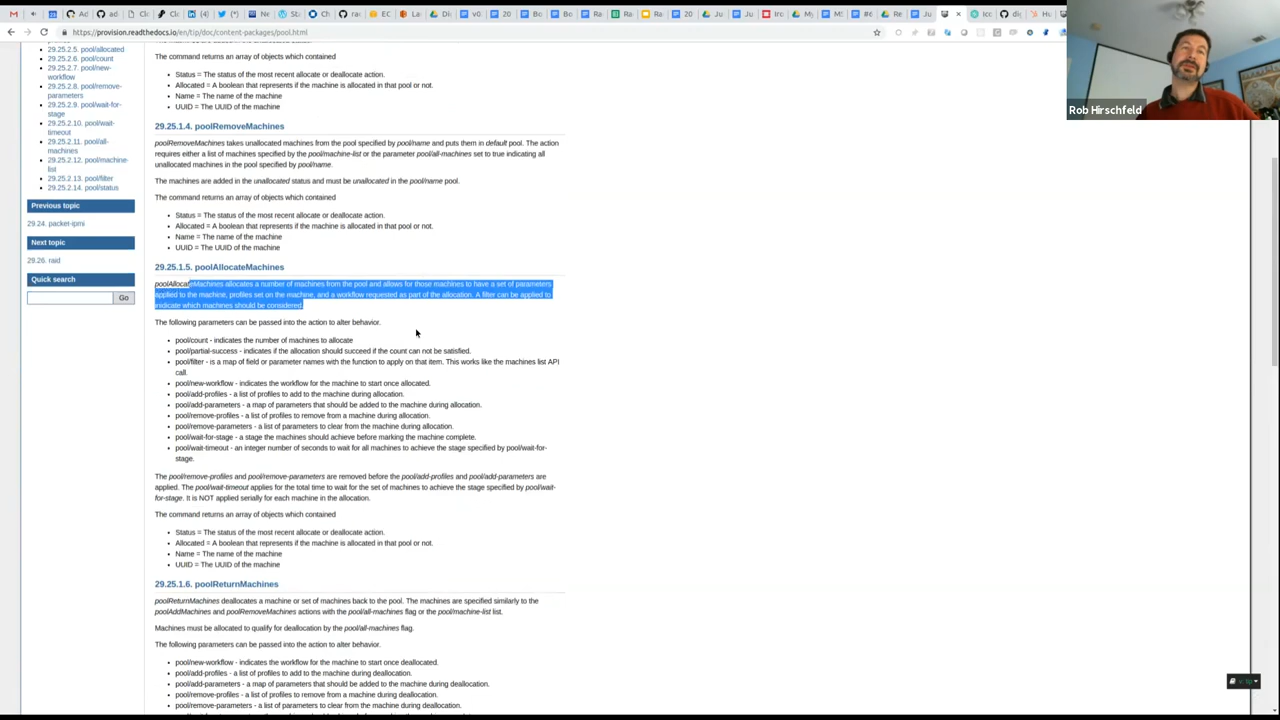 https://provision.readthedocs.io/en/tip/doc/content-packages/pool.html
Rob Hirschfeld
29.25.2.5. pool/allocated
29.25.2.6. pool/count
29.25.2.7. pool/new-
workflow
29.25.2.8. pool/remove-
parameters
29.25.2.9. pool/wait-for-
stage
29.25.2.10. pool/wait-
timeout
29.25.2.11. pool/all-
machines
29.25.2.12. pool/machine-
list
29.25.2.13. pool/filter
29.25.2.14. pool/status
Previous topic
29.24. packet-ipmi
Next topic
29.26. raid
Quick search
Go
The command returns an array of objects which contained
Status = The status of the most recent allocate or deallocate action.
Allocated = A boolean that represents if the machine is allocated in that pool or not.
Name = The name of the machine
UUID = The UUID of the machine
29.25.1.4. poolRemoveMachines
poolRemoveMachines takes unallocated machines from the pool specified by pool/name and puts them in default pool. The action
requires either a list of machines specified by the pool/machine-list or the parameter pool/all-machines set to true indicating all
unallocated machines in the pool specified by pool/name.
The machines are added in the unallocated status and must be unallocated in the pool/name pool.
The command returns an array of objects which contained
Status = The status of the most recent allocate or deallocate action.
Allocated = A boolean that represents if the machine is allocated in that pool or not.
Name = The name of the machine
UUID = The UUID of the machine
29.25.1.5. poolAllocateMachines
poolAllocateMachines allocates a number of machines from the pool and allows for those machines to have a set of parameters
applied to the machine, profiles set on the machine, and a workflow requested as part of the allocation. A filter can be applied to
indicate which machines should be considered.
The following parameters can be passed into the action to alter behavior.
pool/count - indicates the number of machines to allocate
pool/partial-success - indicates if the allocation should succeed if the count can not be satisfied.
pool/filter - is a map of field or parameter names with the function to apply on that item. This works like the machines list API
call.
pool/new-workflow - indicates the workflow for the machine to start once allocated.
pool/add-profiles - a list of profiles to add to the machine during allocation.
pool/add-parameters - a map of parameters that should be added to the machine during allocation.
pool/remove-profiles - a list of profiles to remove from a machine during allocation.
pool/remove-parameters - a list of parameters to clear from the machine during allocation.
pool/wait-for-stage - a stage the machines should achieve before marking the machine complete.
pool/wait-timeout - an integer number of seconds to wait for all machines to achieve the stage specified by pool/wait-for-
stage.
The pool/remove-profiles and pool/remove-parameters are removed before the pool/add-profiles and pool/add-parameters are
applied. The pool/wait-timeout applies for the total time to wait for the set of machines to achieve the stage specified by pool/wait-
for-stage. It is NOT applied serially for each machine in the allocation.
The command returns an array of objects which contained
Status = The status of the most recent allocate or deallocate action.
Allocated = A boolean that represents if the machine is allocated in that pool or not.
Name = The name of the machine
UUID = The UUID of the machine
29.25.1.6. poolReturnMachines
poolReturnMachines deallocates a machine or set of machines back to the pool. The machines are specified similarly to the
poolAddMachines and poolRemoveMachines actions with the pool/all-machines flag or the pool/machine-list list.
Machines must be allocated to qualify for deallocation by the pool/all-machines flag.
The following parameters can be passed into the action to alter behavior.
pool/new-workflow - indicates the workflow for the machine to start once deallocated.
pool/add-profiles - a list of profiles to add to the machine during deallocation.
pool/add-parameters - a map of parameters that should be added to the machine during deallocation.
pool/remove-profiles - a list of profiles to remove from a machine during deallocation.
pool/remove-parameters - a list of parameters to clear from the machine during deallocation.
v: tip